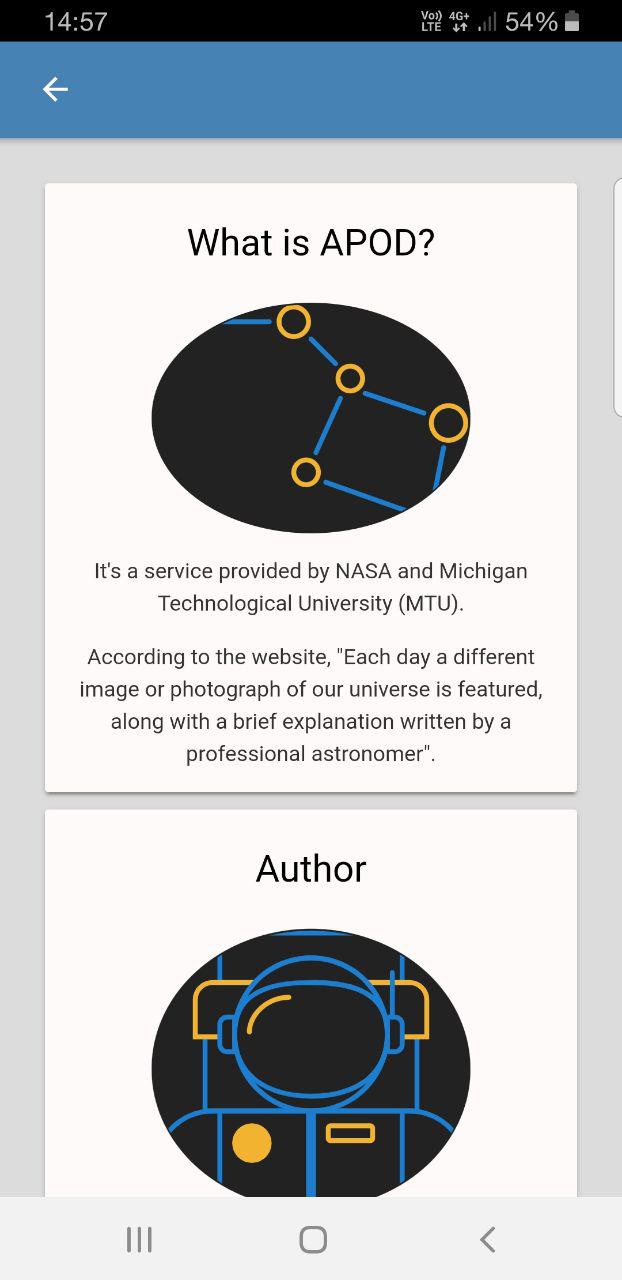 14:57
Vo)) LTE 4G+ 54%
What is APOD?
It's a service provided by NASA and Michigan
Technological University (MTU).
According to the website, "Each day a different
image or photograph of our universe is featured,
along with a brief explanation written by a
professional astronomer".
Author